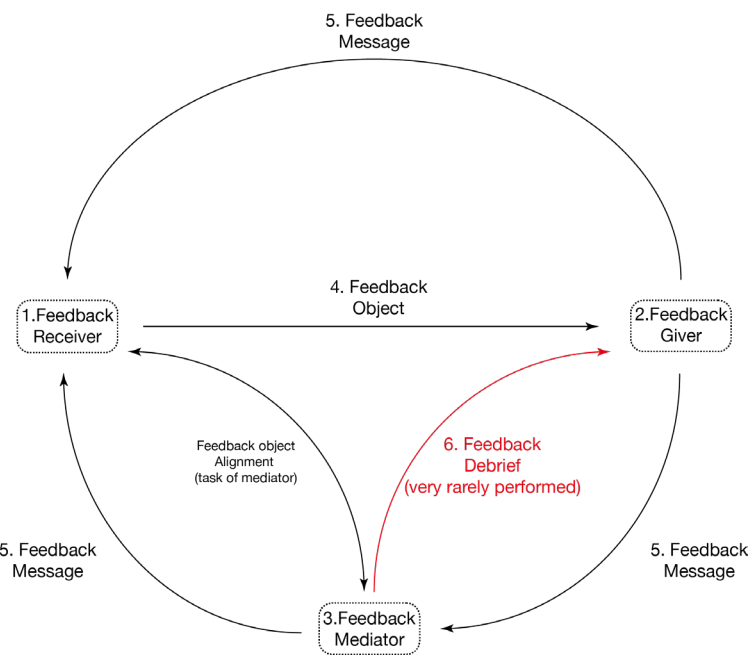 5. Feedback
Message
4. Feedback
Object
1.Feedback
Receiver
2.Feedback
Giver
Feedback object
Alignment
(task of mediator)
6. Feedback
Debrief
(very rarely performed)
5. Feedback
Message
5. Feedback
Message
3.Feedback
Mediator